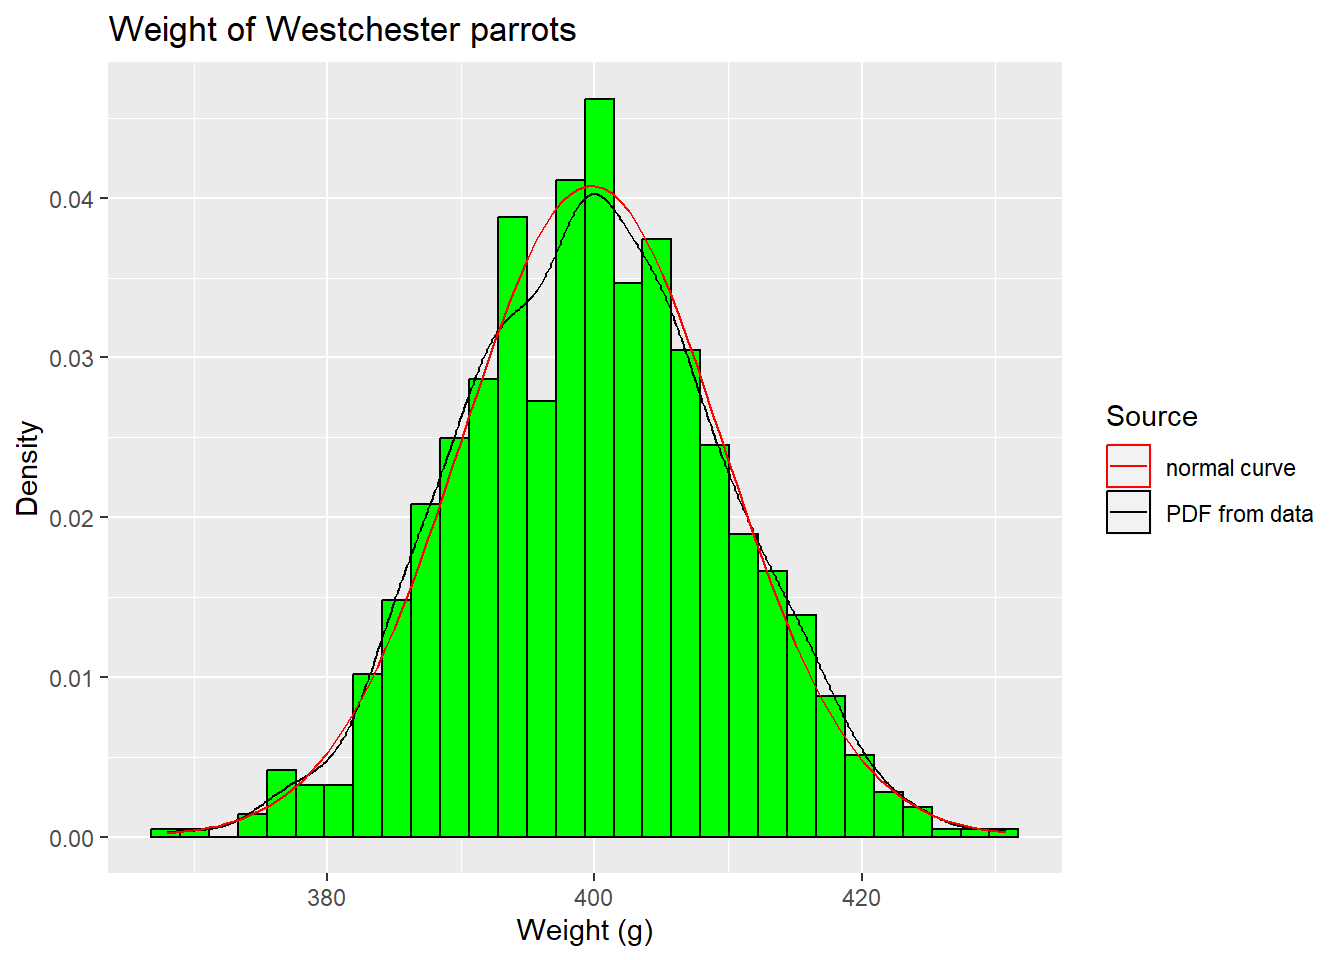 Weight of Westchester parrots
0.04
0.03
0.02
0.01
0.00
Density
380
400
420
Weight (g)
Source
normal curve
PDF from data